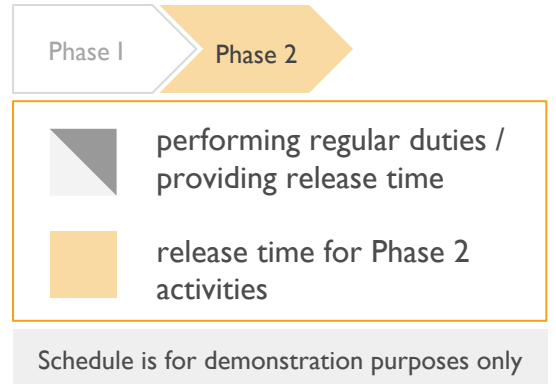 Phase 1
Phase 2
performing regular duties /
providing release time
release time for Phase 2
activities
Schedule is for demonstration purposes only